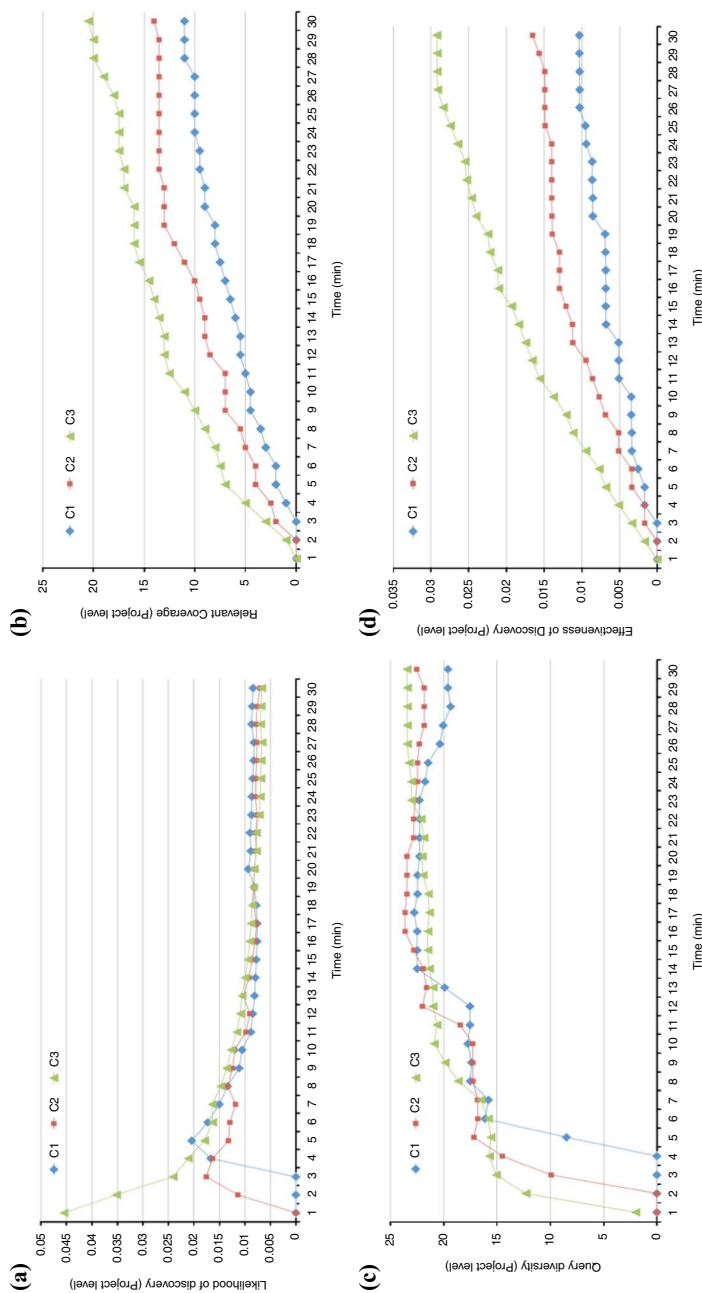 (a)
Likelihood of discovery (Project level)
0.05
0.045
0.04
0.035
0.03
0.025
0.02
0.015
0.01
0.005
0
C1 C2 C3
1 2 3 4 5 6 7 8 9 10 11 12 13 14 15 16 17 18 19 20 21 22 23 24 25 26 27 28 29 30
Time (min)
(b)
Relevant Coverage (Project level)
25
20
15
10
5
0
C1 C2 C3
1 2 3 4 5 6 7 8 9 10 11 12 13 14 15 16 17 18 19 20 21 22 23 24 25 26 27 28 29 30
Time (min)
(c)
Query diversity (Project level)
25
20
15
10
5
0
C1 C2 C3
1 2 3 4 5 6 7 8 9 10 11 12 13 14 15 16 17 18 19 20 21 22 23 24 25 26 27 28 29 30
Time (min)
(d)
Effectiveness of Discovery (Project level)
0.035
0.03
0.025
0.02
0.015
0.01
0.005
0
C1 C2 C3
1 2 3 4 5 6 7 8 9 10 11 12 13 14 15 16 17 18 19 20 21 22 23 24 25 26 27 28 29 30
Time (min)